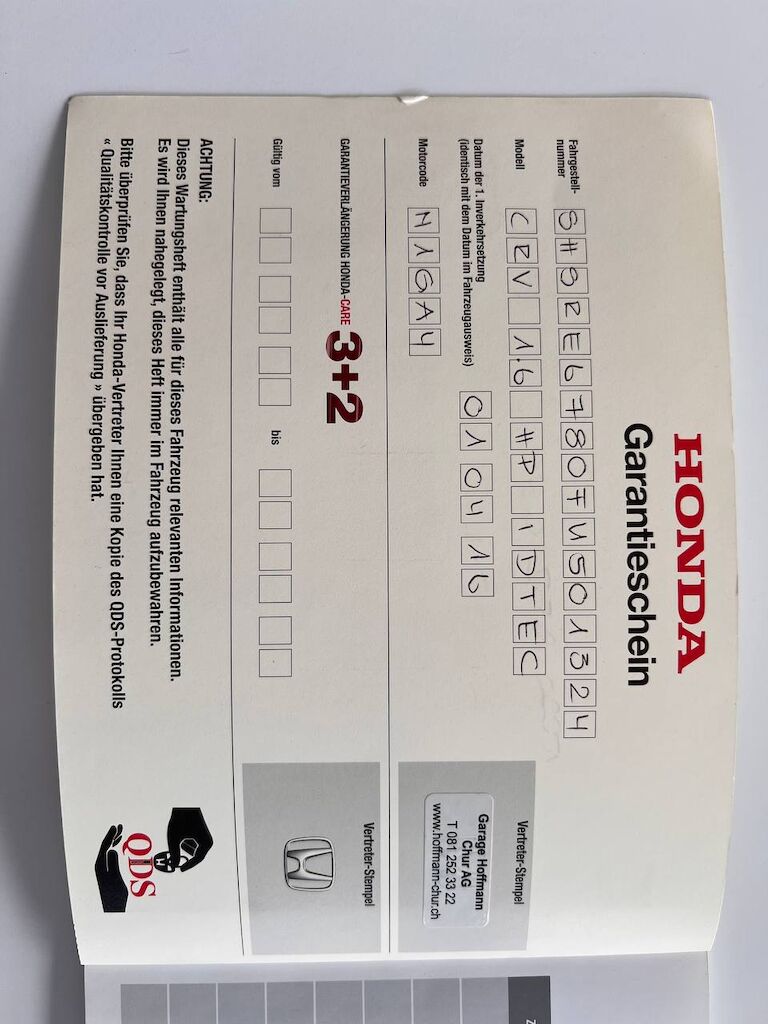 HONDA
Garantieschein
Fahrgestell-
nummer SHSRE6780FU501324
Modell CRV 1.6 HP IDTEC
Datum der 1. Inverkehrsetzung
(identisch mit dem Datum im Fahrzeugausweis) 01 04 16
Motorcode N16A4
Vertreter-Stempel
Garage Hoffmann
Chur AG
T 081 252 33 22
www.hoffmann-chur.ch
GARANTIEVERLÄNGERUNG HONDA-CARE 3+2
Gültig vom bis
Vertreter-Stempel
ACHTUNG:
Dieses Wartungsheft enthält alle für dieses Fahrzeug relevanten Informationen.
Es wird Ihnen nahegelegt, dieses Heft immer im Fahrzeug aufzubewahren.
Bitte überprüfen Sie, dass Ihr Honda-Vertreter Ihnen eine Kopie des QDS-Protokolls
« Qualitätskontrolle vor Auslieferung » übergeben hat.
QDS